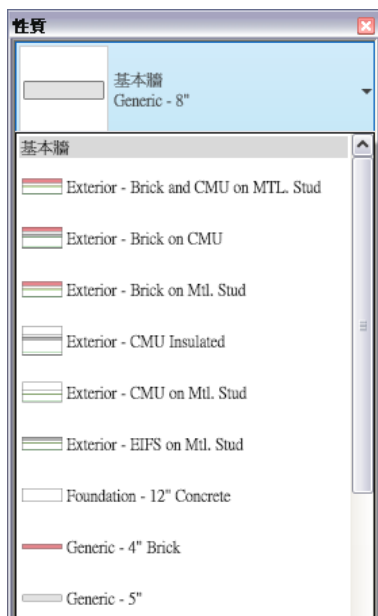 性質
基本牆
Generic - 8"
基本牆
Exterior - Brick and CMU on MTL. Stud
Exterior - Brick on CMU
Exterior - Brick on Mtl. Stud
Exterior - CMU Insulated
Exterior - CMU on Mtl. Stud
Exterior - EIFS on Mtl. Stud
Foundation - 12" Concrete
Generic - 4" Brick
Generic - 5"